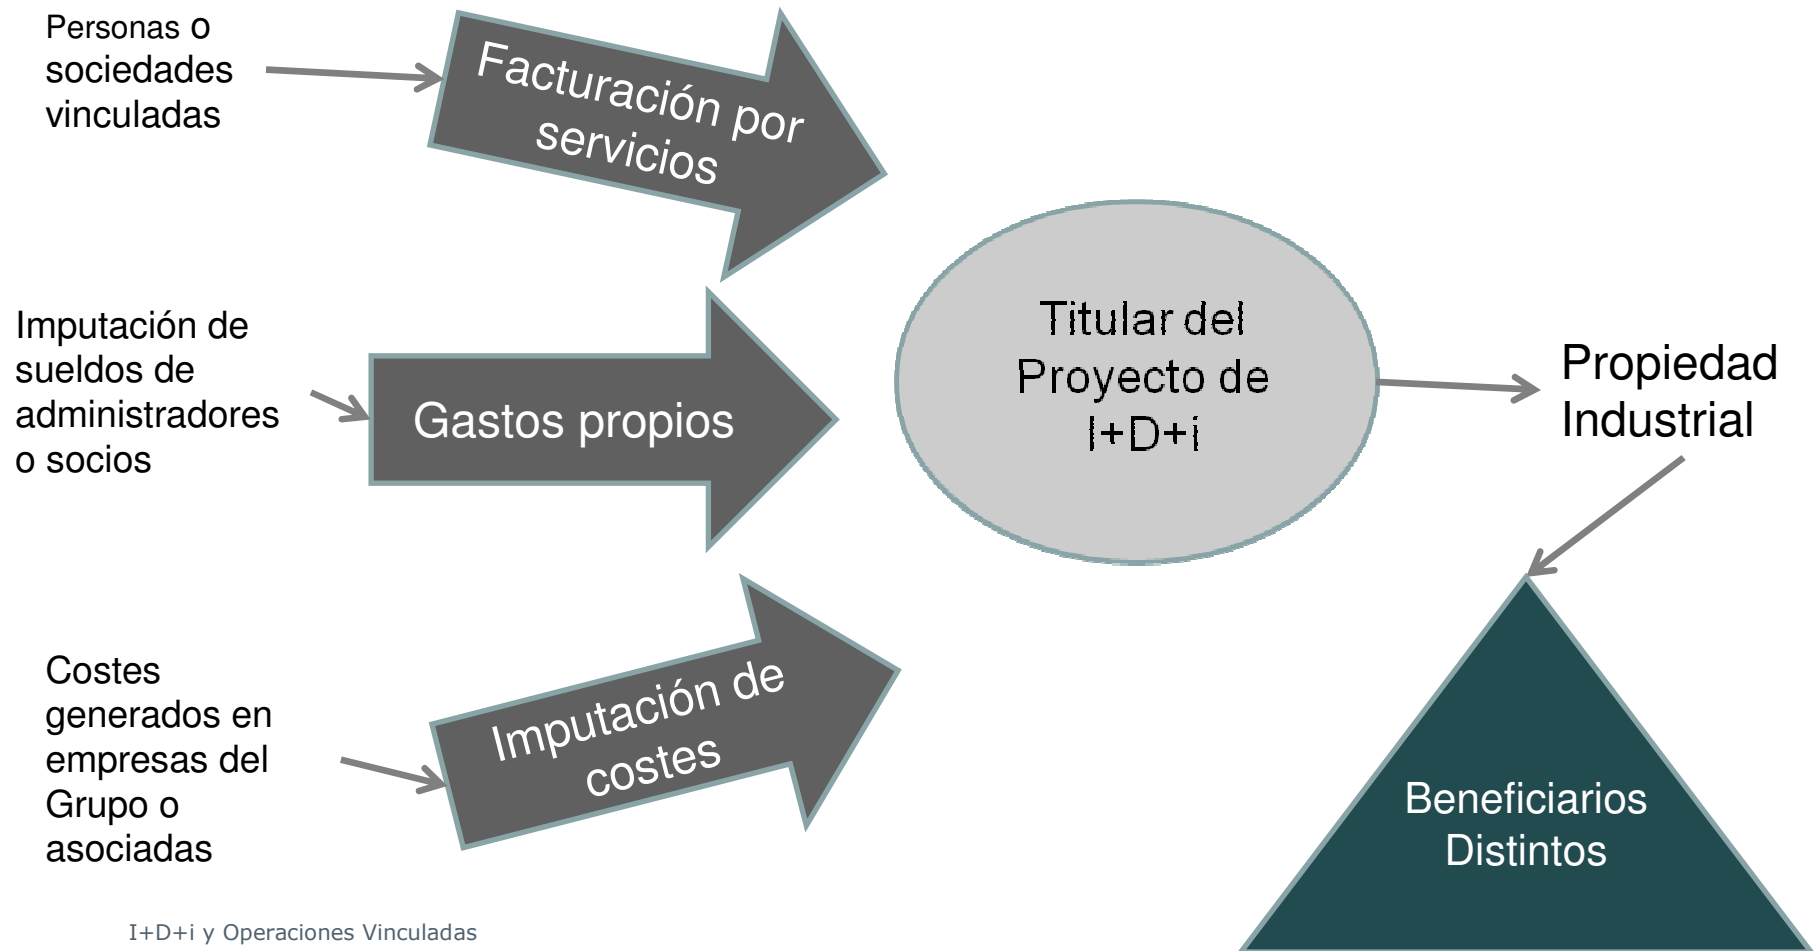 Personas o
sociedades
vinculadas
Facturación por
servicios
Imputación de
sueldos de
administradores
o socios
Gastos propios
Costes
generados en
empresas del
Grupo o
asociadas
Imputación de
costes
Titular del
Proyecto de
I+D+i
Propiedad
Industrial
Beneficiarios
Distintos
I+D+i y Operaciones Vinculadas